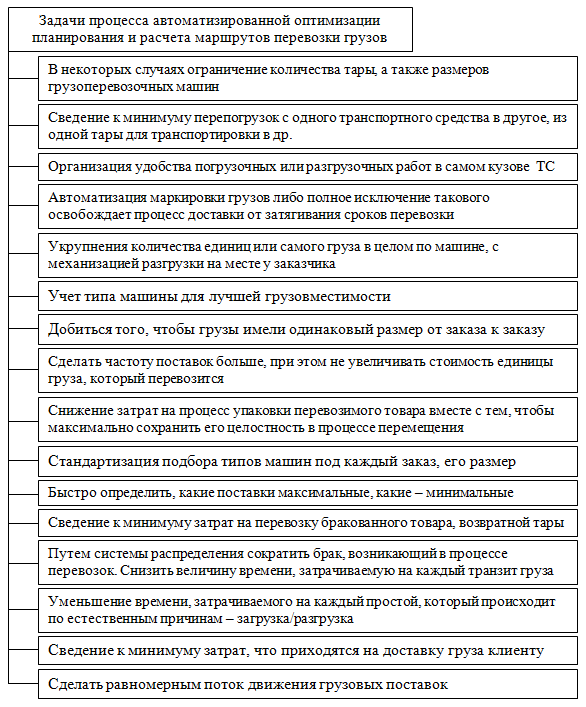 Задачи процесса автоматизированной оптимизации
планирования и расчета маршрутов перевозки грузов
В некоторых случаях ограничение количества тары, а также размеров
грузоперевозочных машин
Сведение к минимуму перепогрузок с одного транспортного средства в другое, из
одной тары для транспортировки в др.
Организация удобства погрузочных или разгрузочных работ в самом кузове ТС
Автоматизация маркировки грузов либо полное исключение такового
освобождает процесс доставки от затягивания сроков перевозки
Укрупнения количества единиц или самого груза в целом по машине, с
механизацией разгрузки на месте у заказчика
Учет типа машины для лучшей грузовместимости
Добиться того, чтобы грузы имели одинаковый размер от заказа к заказу
Сделать частоту поставок больше, при этом не увеличивать стоимость единицы
груза, который перевозится
Снижение затрат на процесс упаковки перевозимого товара вместе с тем, чтобы
максимально сохранить его целостность в процессе перемещения
Стандартизация подбора типов машин под каждый заказ, его размер
Быстро определить, какие поставки максимальные, какие – минимальные
Сведение к минимуму затрат на перевозку бракованного товара, возвратной тары
Путем системы распределения сократить брак, возникающий в процессе
перевозок. Снизить величину времени, затрачиваемую на каждый транзит груза
Уменьшение времени, затрачиваемого на каждый простой, который происходит
по естественным причинам – загрузка/разгрузка
Сведение к минимуму затрат, что приходятся на доставку груза клиенту
Сделать равномерным поток движения грузовых поставок